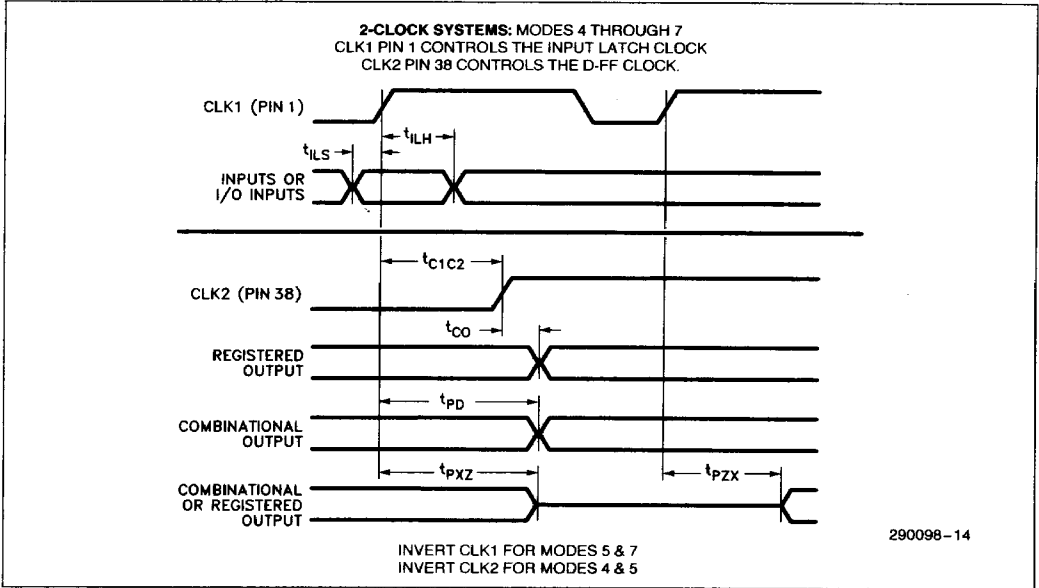 2-CLOCK SYSTEMS: MODES 4 THROUGH 7
CLK1 PIN 1 CONTROLS THE INPUT LATCH CLOCK
CLK2 PIN 38 CONTROLS THE D-FF CLOCK.
CLK1 (PIN 1)
tILH
tILS
INPUTS OR
I/O INPUTS
tC1C2
CLK2 (PIN 38)
tCO
REGISTERED
OUTPUT
tPD
COMBINATIONAL
OUTPUT
tPXZ
tPZX
COMBINATIONAL
OR REGISTERED
OUTPUT
290098-14
INVERT CLK1 FOR MODES 5 & 7
INVERT CLK2 FOR MODES 4 & 5